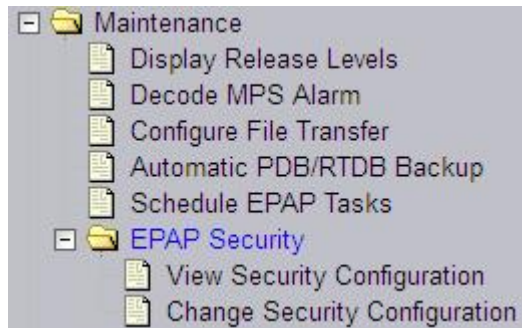 Maintenance
Display Release Levels
Decode MPS Alarm
Configure File Transfer
Automatic PDB/RTDB Backup
Schedule EPAP Tasks
EPAP Security
View Security Configuration
Change Security Configuration